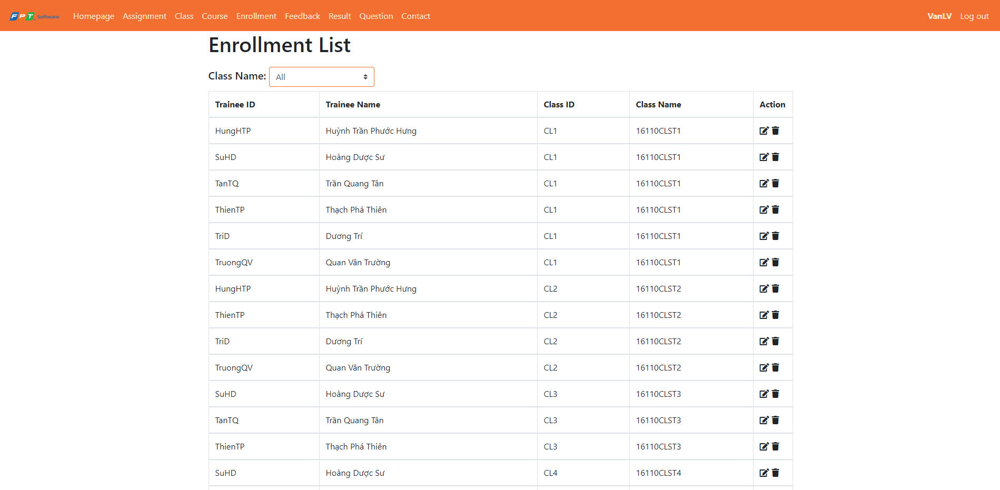 FPT Software Homepage Assignment Class Course Enrollment Feedback Result Question Contact VanLV Log out
Enrollment List
Class Name: All
Trainee ID Trainee Name Class ID Class Name Action
HungHTP Huỳnh Trần Phước Hưng CL1 16110CLST1
SuHD Hoàng Dược Sư CL1 16110CLST1
TanTQ Trần Quang Tân CL1 16110CLST1
ThienTP Thạch Phá Thiên CL1 16110CLST1
TriD Dương Trí CL1 16110CLST1
TruongQV Quan Vân Trường CL1 16110CLST1
HungHTP Huỳnh Trần Phước Hưng CL2 16110CLST2
ThienTP Thạch Phá Thiên CL2 16110CLST2
TriD Dương Trí CL2 16110CLST2
TruongQV Quan Vân Trường CL2 16110CLST2
SuHD Hoàng Dược Sư CL3 16110CLST3
TanTQ Trần Quang Tân CL3 16110CLST3
ThienTP Thạch Phá Thiên CL3 16110CLST3
SuHD Hoàng Dược Sư CL4 16110CLST4